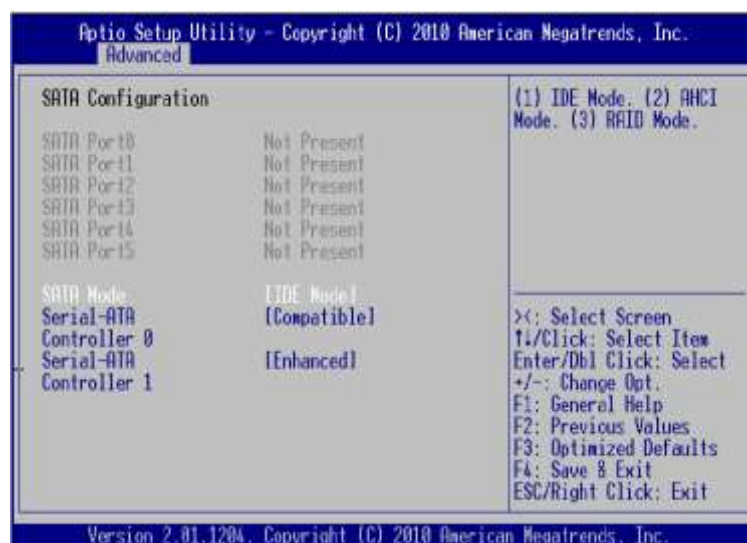 Aptio Setup Utility - Copyright (C) 2010 American Megatrends, Inc.
Advanced
SATA Configuration
SATA Port0 Not Present
SATA Port1 Not Present
SATA Port2 Not Present
SATA Port3 Not Present
SATA Port4 Not Present
SATA Port5 Not Present
SATA Mode [IDE Mode]
Serial-ATA [Compatible]
Controller 0
Serial-ATA [Enhanced]
Controller 1
(1) IDE Mode. (2) AHCI
Mode. (3) RAID Mode.
><: Select Screen
↑↓/Click: Select Item
Enter/Dbl Click: Select
+/-: Change Opt.
F1: General Help
F2: Previous Values
F3: Optimized Defaults
F4: Save & Exit
ESC/Right Click: Exit
Version 2.01.1204. Copyright (C) 2010 American Megatrends, Inc.